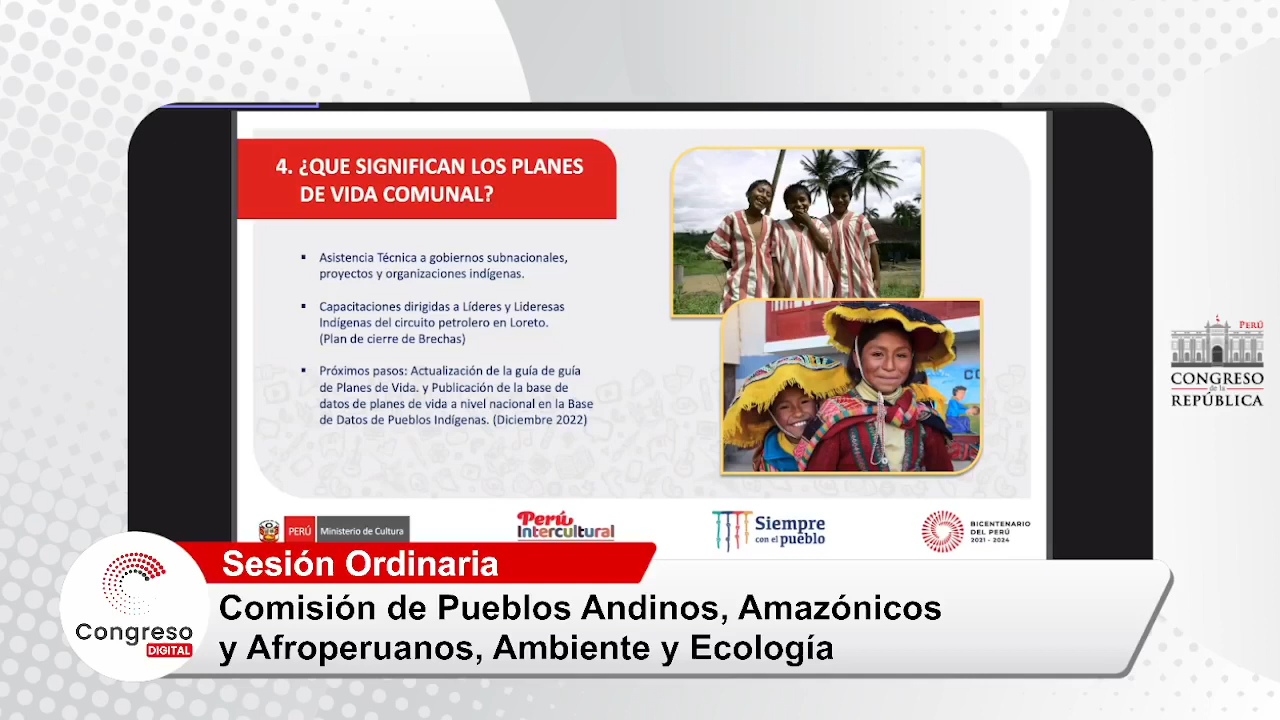 4. ¿QUE SIGNIFICAN LOS PLANES
DE VIDA COMUNAL?
▪ Asistencia Técnica a gobiernos subnacionales,
proyectos y organizaciones indígenas.
▪ Capacitaciones dirigidas a Líderes y Lideresas
Indígenas del circuito petrolero en Loreto.
(Plan de cierre de Brechas)
▪ Próximos pasos: Actualización de la guía de guía
de Planes de Vida. y Publicación de la base de
datos de planes de vida a nivel nacional en la Base
de Datos de Pueblos Indígenas. (Diciembre 2022)
PERÚ
Ministerio de Cultura
Perú
Intercultural
Siempre
con el pueblo
BICENTENARIO
DEL PERÚ
2021 - 2024
PERÚ
CONGRESO
de la
REPÚBLICA
Congreso
DIGITAL
Sesión Ordinaria
Comisión de Pueblos Andinos, Amazónicos
y Afroperuanos, Ambiente y Ecología